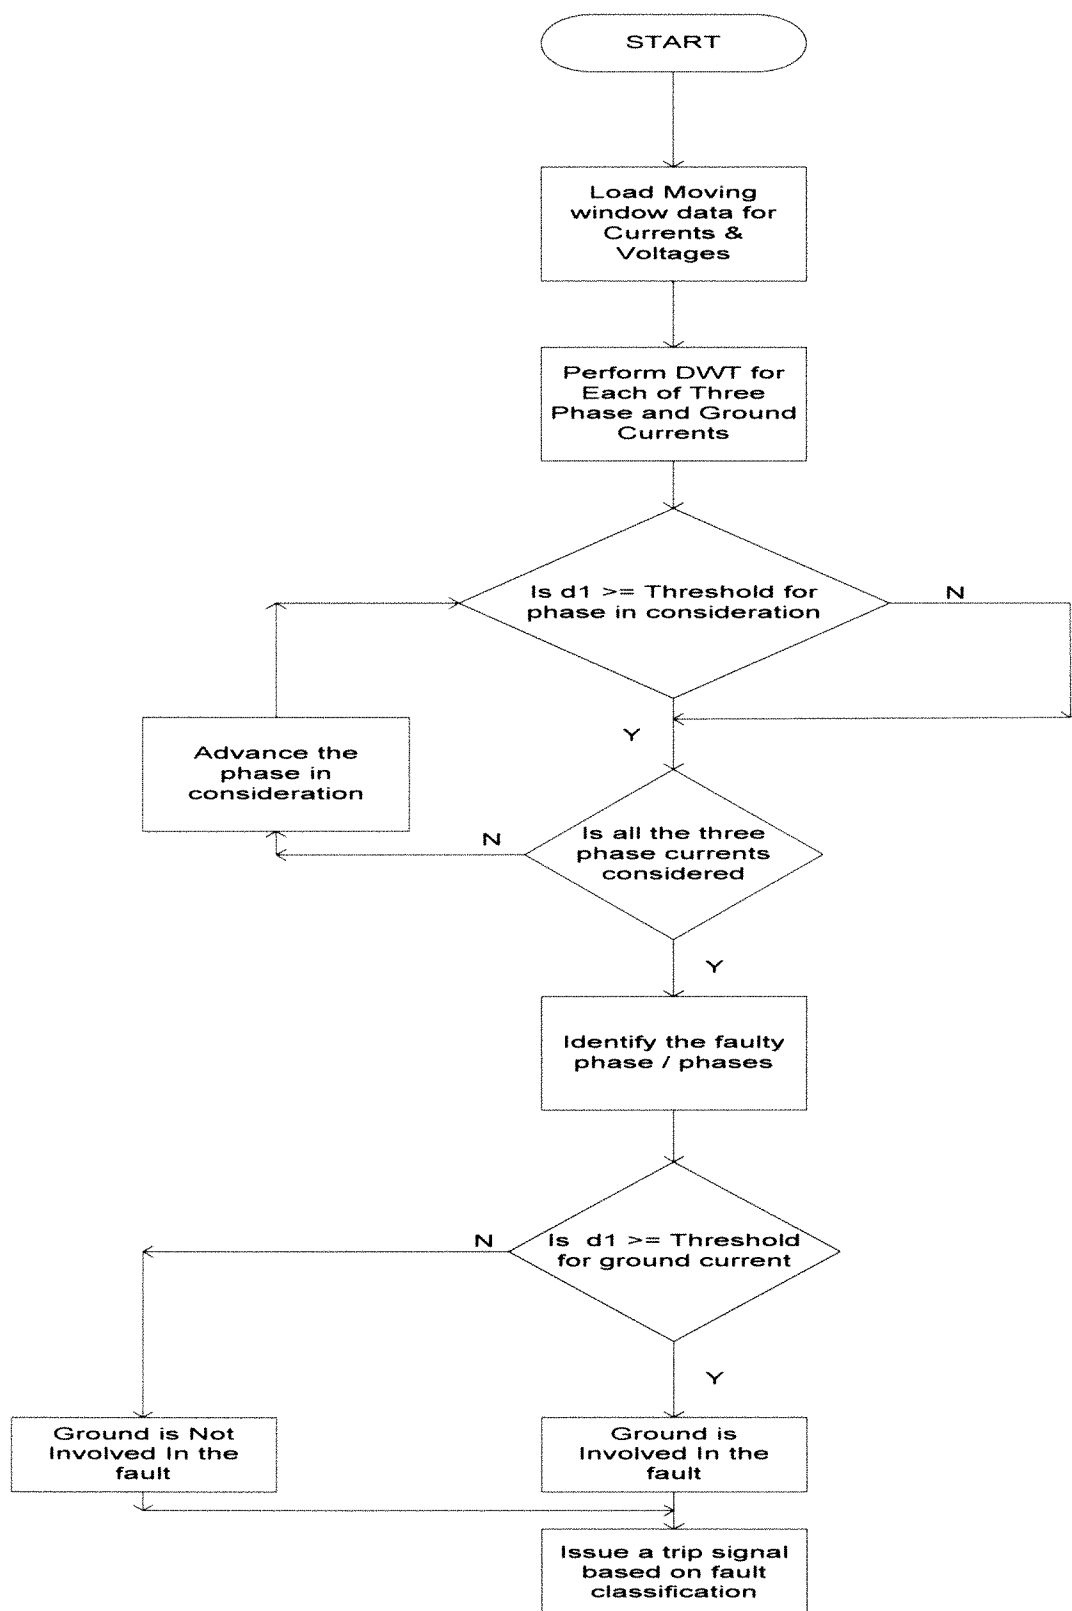 START
Load Moving
window data for
Currents &
Voltages
Perform DWT for
Each of Three
Phase and Ground
Currents
Is d1 >= Threshold for
phase in consideration
N
Y
Advance the
phase in
consideration
N
Is all the three
phase currents
considered
Y
Identify the faulty
phase / phases
N
Is d1 >= Threshold
for ground current
Y
Ground is Not
Involved In the
fault
Ground is
Involved In the
fault
Issue a trip signal
based on fault
classification